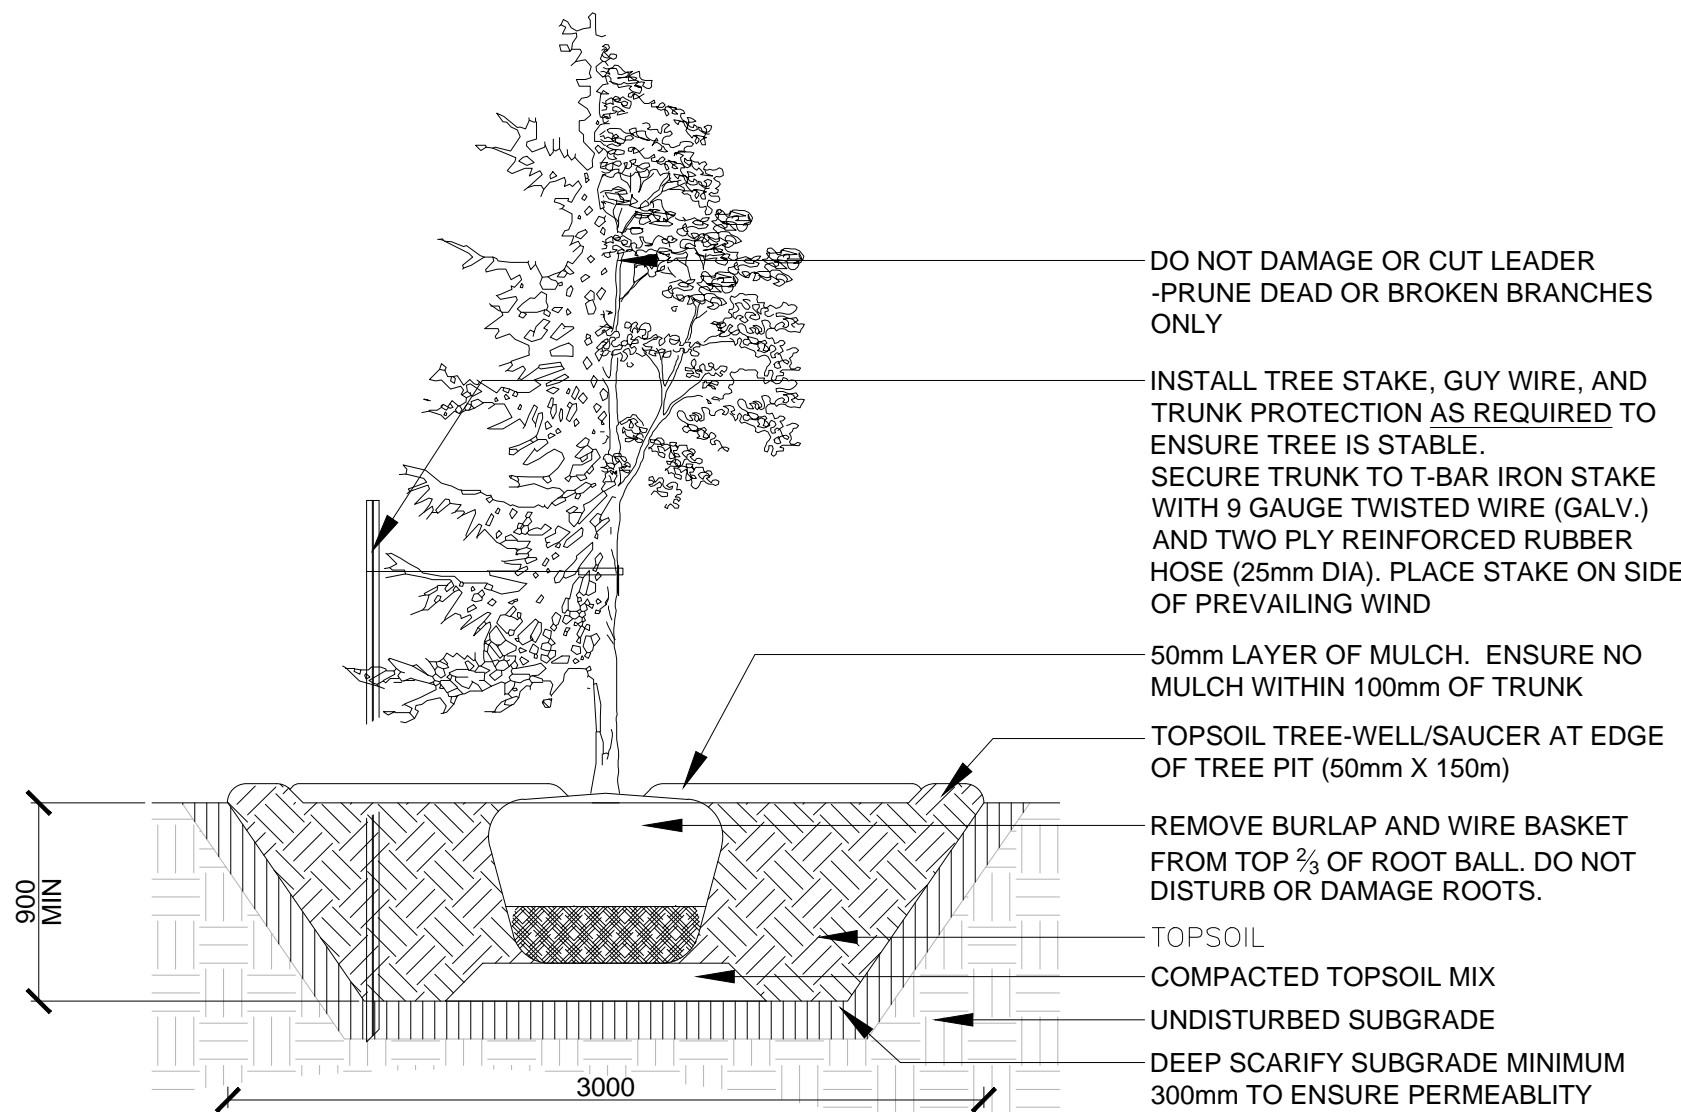 DO NOT DAMAGE OR CUT LEADER
-PRUNE DEAD OR BROKEN BRANCHES
ONLY
INSTALL TREE STAKE, GUY WIRE, AND
TRUNK PROTECTION AS REQUIRED TO
ENSURE TREE IS STABLE.
SECURE TRUNK TO T-BAR IRON STAKE
WITH 9 GAUGE TWISTED WIRE (GALV.)
AND TWO PLY REINFORCED RUBBER
HOSE (25mm DIA). PLACE STAKE ON SIDE
OF PREVAILING WIND
50mm LAYER OF MULCH. ENSURE NO
MULCH WITHIN 100mm OF TRUNK
TOPSOIL TREE-WELL/SAUCER AT EDGE
OF TREE PIT (50mm X 150m)
REMOVE BURLAP AND WIRE BASKET
FROM TOP ⅔ OF ROOT BALL. DO NOT
DISTURB OR DAMAGE ROOTS.
TOPSOIL
COMPACTED TOPSOIL MIX
UNDISTURBED SUBGRADE
DEEP SCARIFY SUBGRADE MINIMUM
300mm TO ENSURE PERMEABLITY
900
MIN
3000